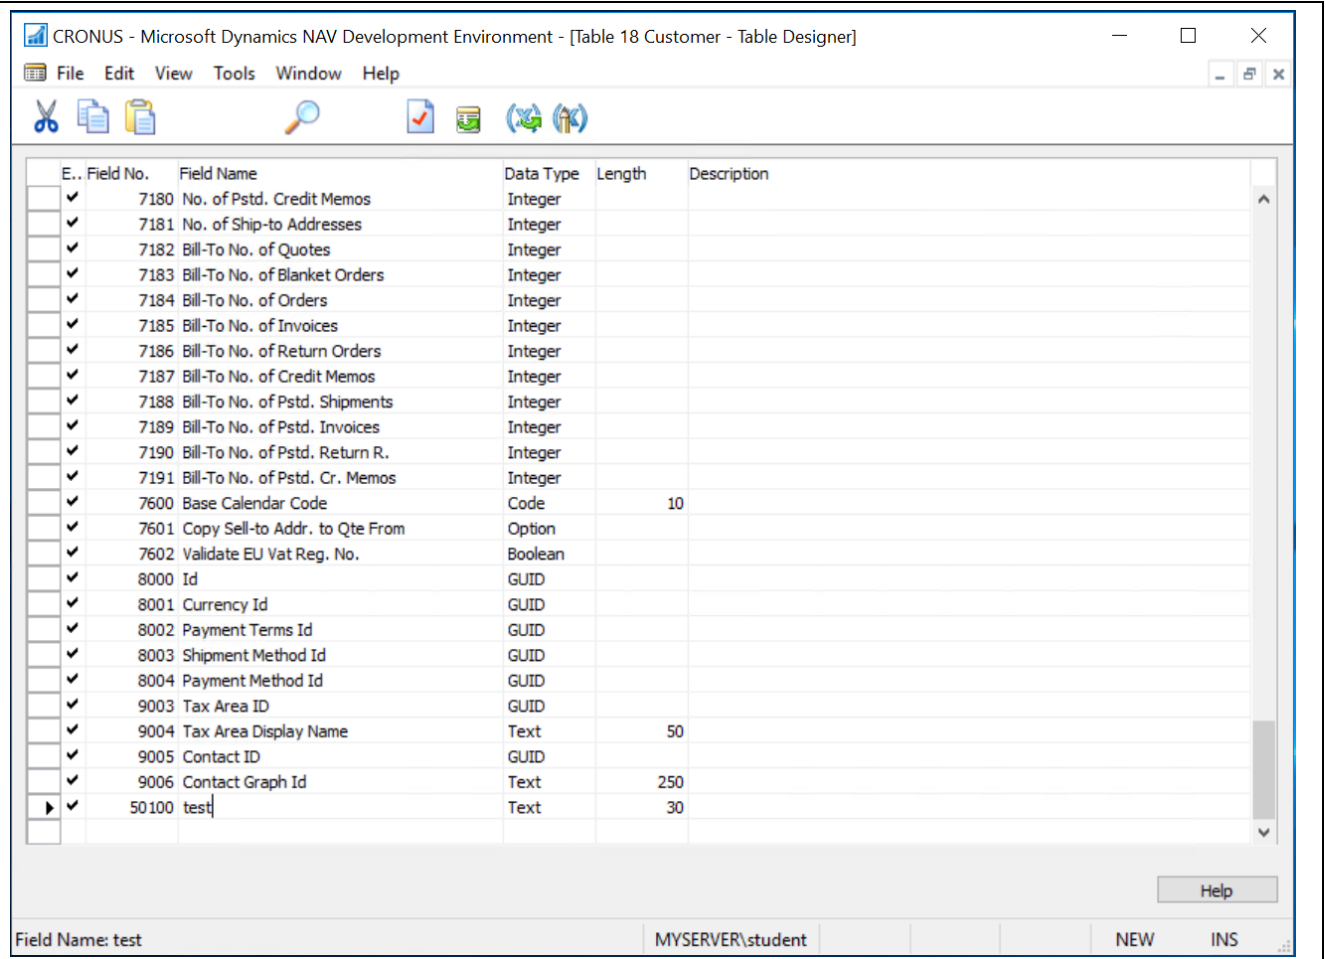 CRONUS - Microsoft Dynamics NAV Development Environment - [Table 18 Customer - Table Designer]
File Edit View Tools Window Help
E.. Field No. Field Name Data Type Length Description
7180 No. of Pstd. Credit Memos Integer
7181 No. of Ship-to Addresses Integer
7182 Bill-To No. of Quotes Integer
7183 Bill-To No. of Blanket Orders Integer
7184 Bill-To No. of Orders Integer
7185 Bill-To No. of Invoices Integer
7186 Bill-To No. of Return Orders Integer
7187 Bill-To No. of Credit Memos Integer
7188 Bill-To No. of Pstd. Shipments Integer
7189 Bill-To No. of Pstd. Invoices Integer
7190 Bill-To No. of Pstd. Return R. Integer
7191 Bill-To No. of Pstd. Cr. Memos Integer
7600 Base Calendar Code Code 10
7601 Copy Sell-to Addr. to Qte From Option
7602 Validate EU Vat Reg. No. Boolean
8000 Id GUID
8001 Currency Id GUID
8002 Payment Terms Id GUID
8003 Shipment Method Id GUID
8004 Payment Method Id GUID
9003 Tax Area ID GUID
9004 Tax Area Display Name Text 50
9005 Contact ID GUID
9006 Contact Graph Id Text 250
50100 test Text 30
Help
Field Name: test MYSERVER\student NEW INS